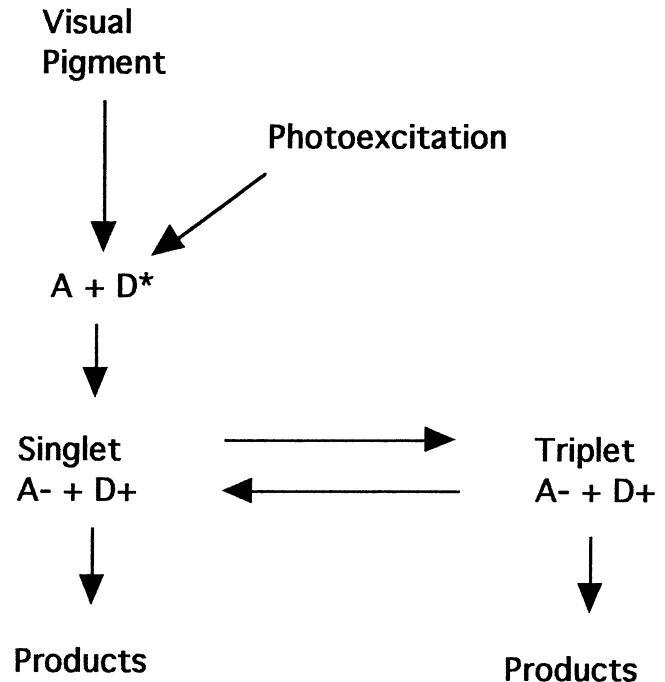 Visual
Pigment
Photoexcitation
A + D*
Singlet
A- + D+
Triplet
A- + D+
Products
Products